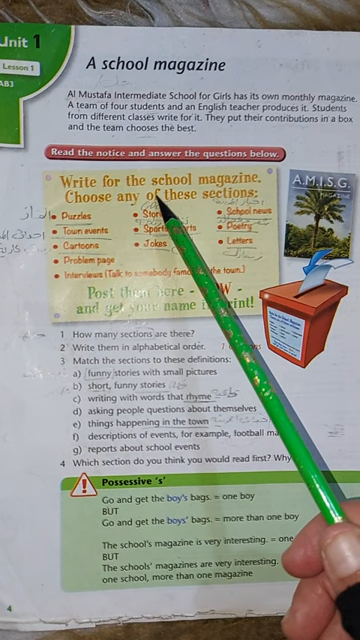 Unit 1
Lesson 1
AB3
A school magazine
Al Mustafa Intermediate School for Girls has its own monthly magazine.
A team of four students and an English teacher produces it. Students
from different classes write for it. They put their contributions in a box
and the team chooses the best.
Read the notice and answer the questions below.
Write for the school magazine.
Choose any of these sections:
Puzzles
School news
Town events
Poetry
Cartoons
Jokes
Letters
Problem page
Interviews (Talk to somebody the town.)
Post them here -
and get your name print!
A.M.I.S.G.
MAGAZINE
1 How many sections are there?
2 Write them in alphabetical order.
3 Match the sections to these definitions:
a) funny stories with small pictures
b) short, funny stories
c) writing with words that rhyme
d) asking people questions about themselves
e) things happening in the town
f) descriptions of events, for example, football
g) reports about school events
4 Which section do you think you would read first? Why
Possessive 's'
Go and get the boy's bags. = one boy
BUT
Go and get the boys' bags. = more than one boy
The school's magazine is very interesting. = one
BUT
The schools' magazines are very interesting.
one school, more than one magazine
4